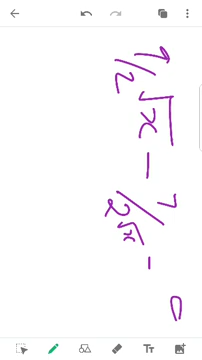 1/2 √x - 1/2√x - 0